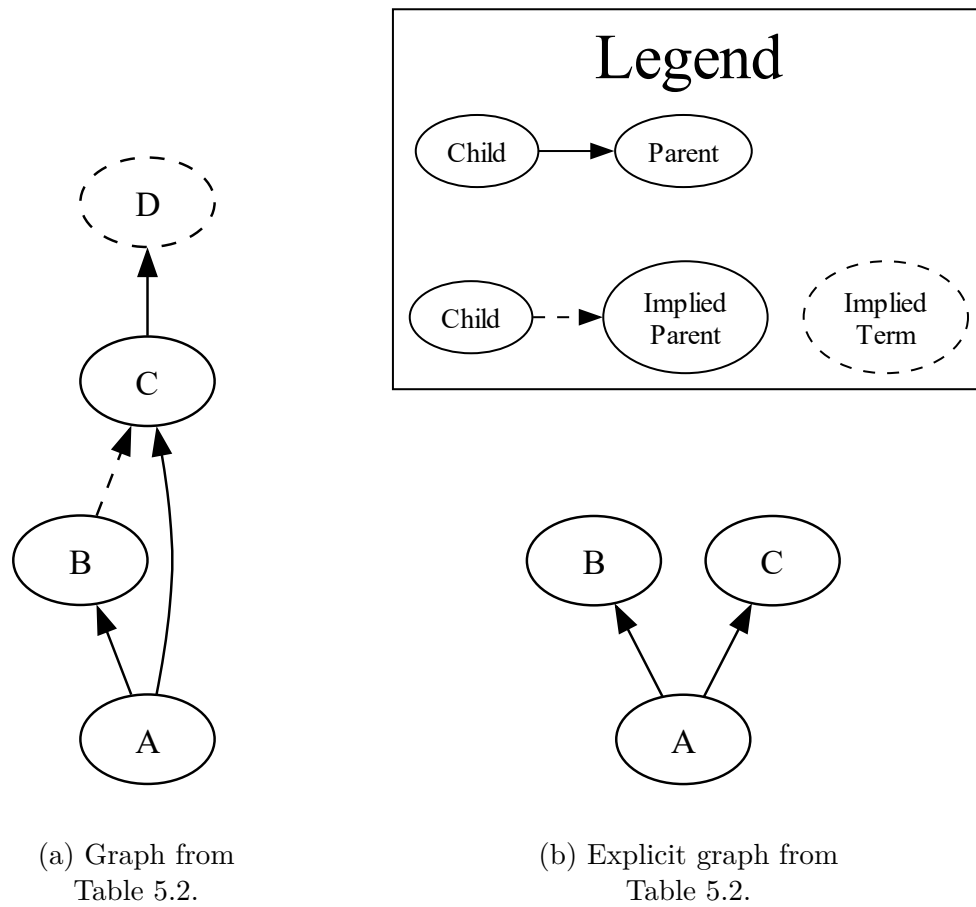 Legend
Child
Parent
Child
Implied
Parent
Implied
Term
D
C
B
A
B
C
A
(a) Graph from
Table 5.2.
(b) Explicit graph from
Table 5.2.